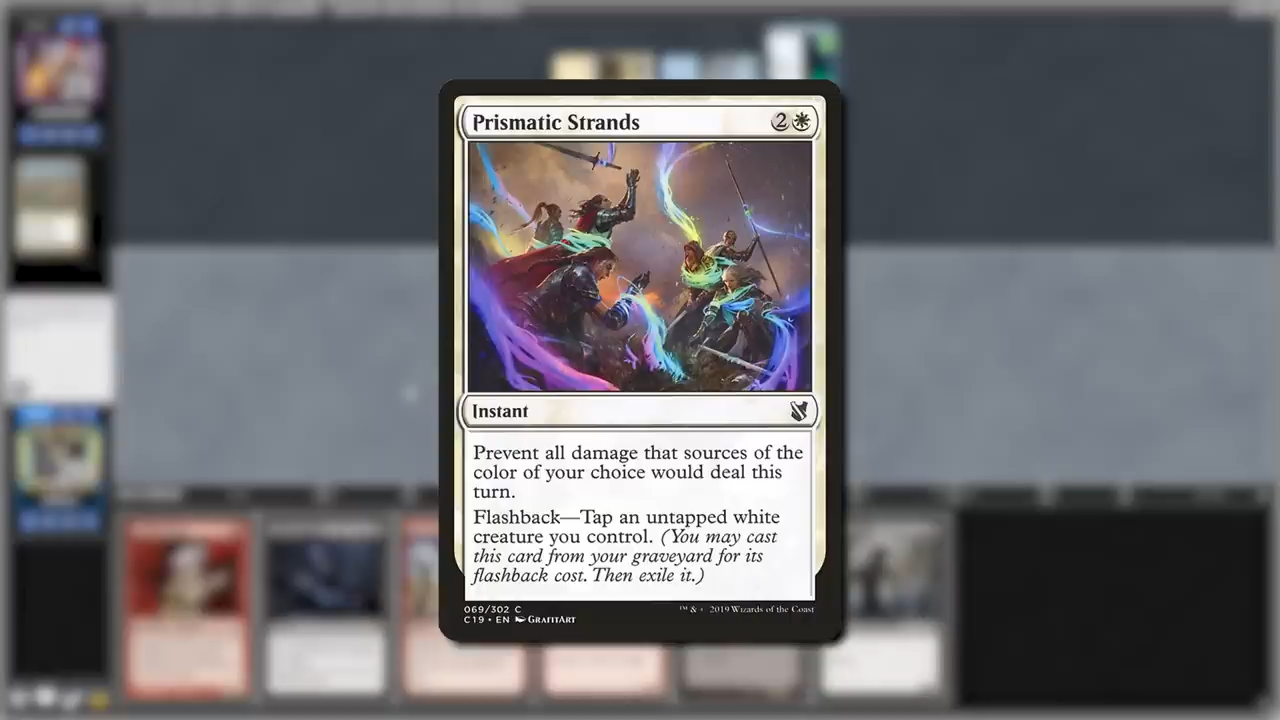 Prismatic Strands 2
Instant
Prevent all damage that sources of the
color of your choice would deal this
turn.
Flashback—Tap an untapped white
creature you control. (You may cast
this card from your graveyard for its
flashback cost. Then exile it.)
069/302 C
™ & © 2019 Wizards of the Coast
C19 • EN GRAFITART